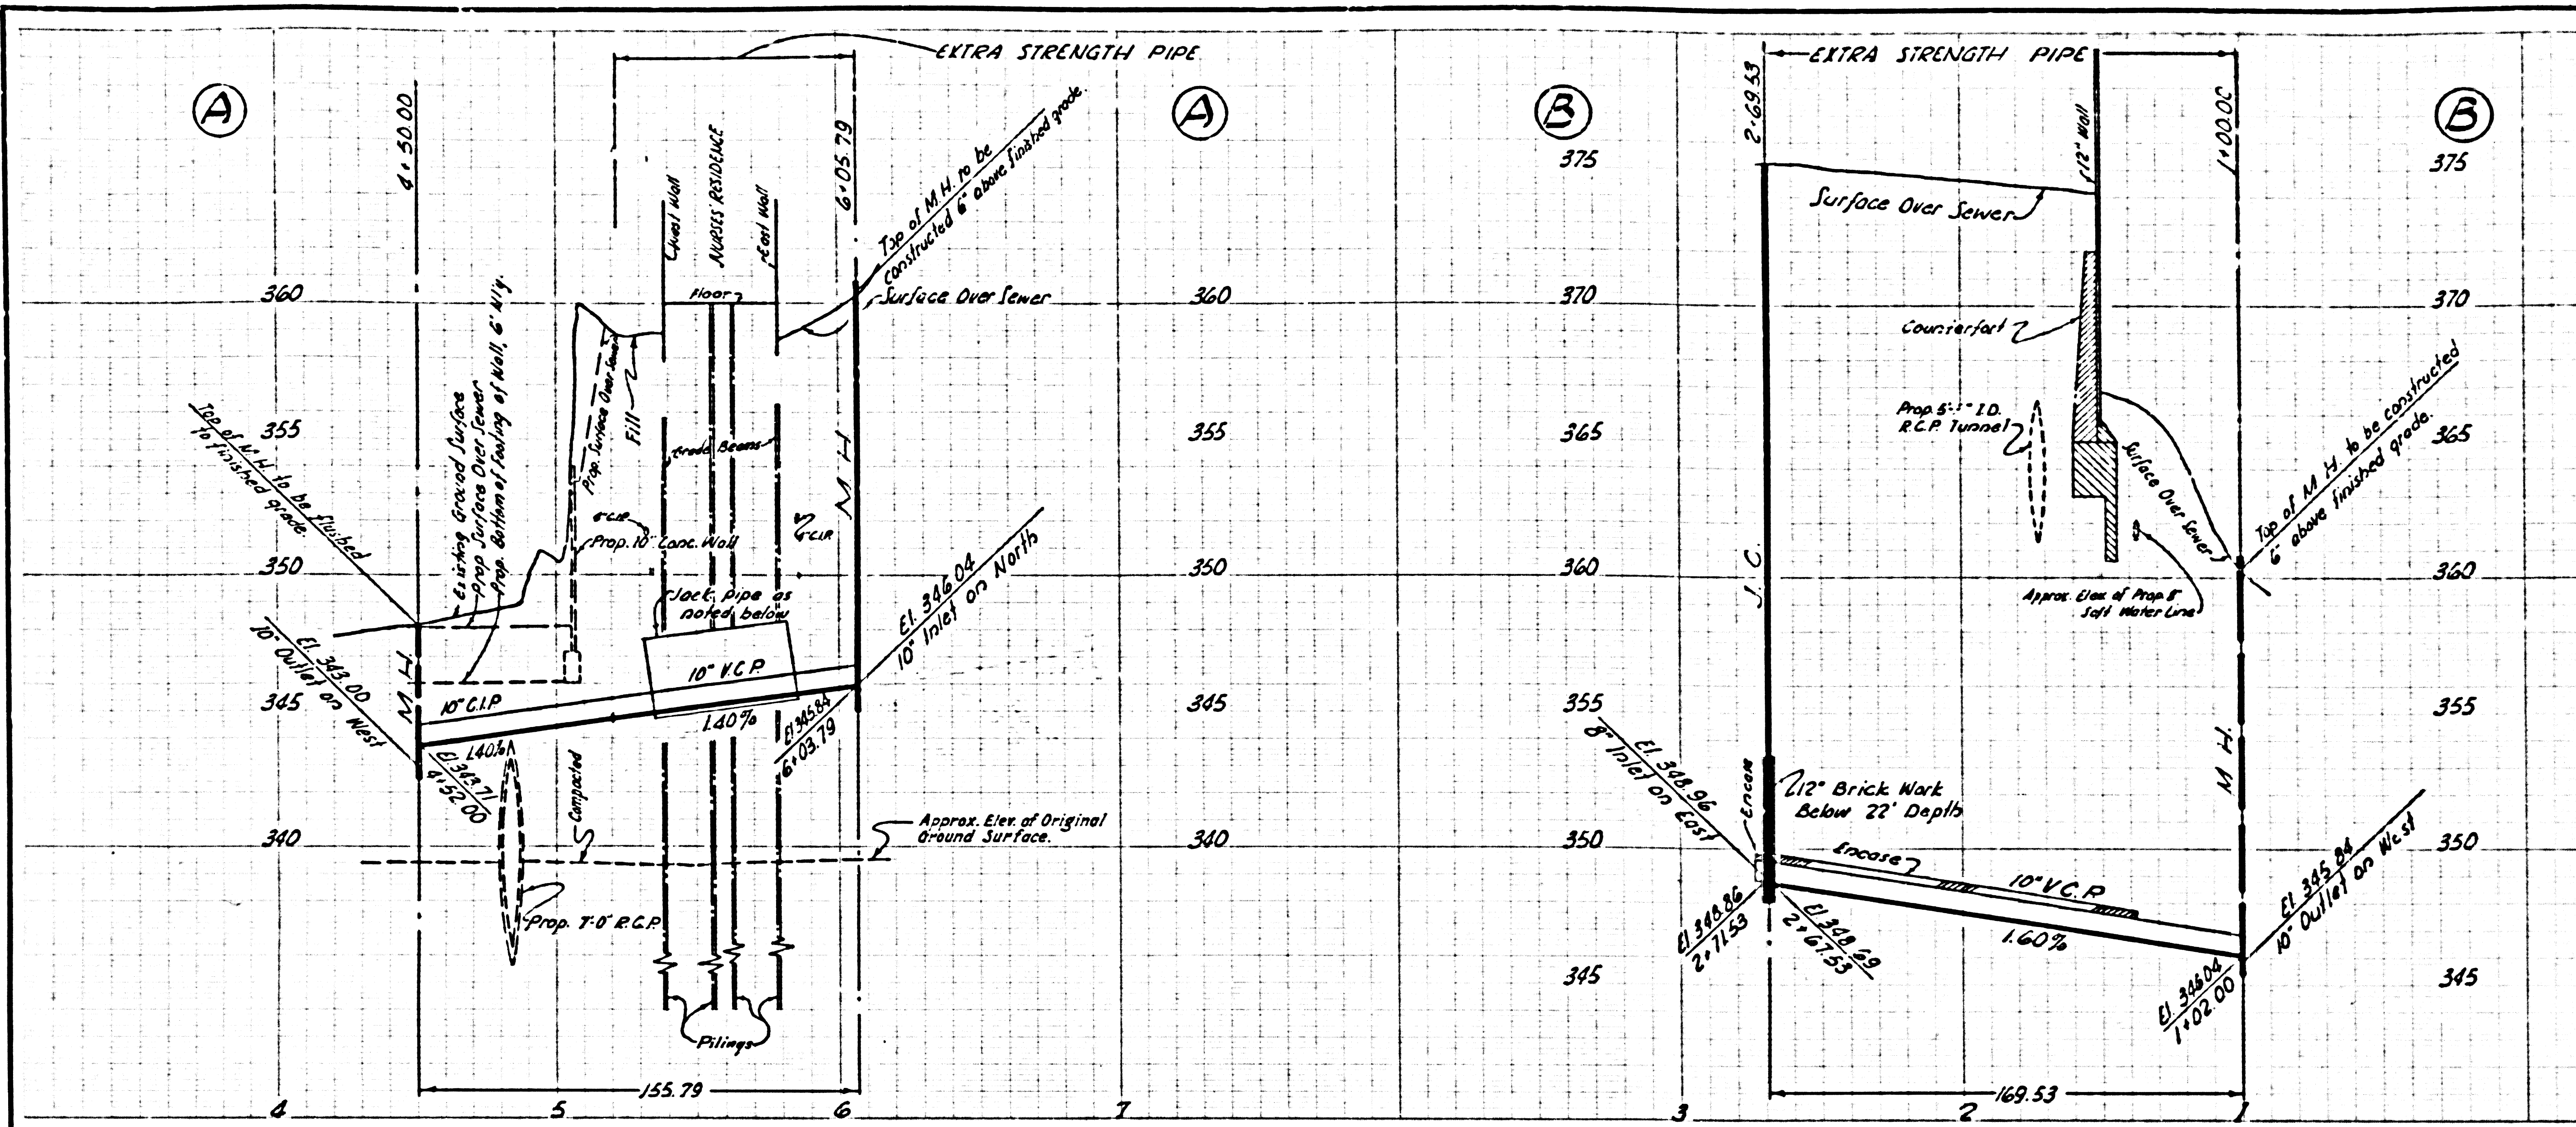 EXTRA STRENGTH PIPE
A
4+50.00
West Wall
NURSES RESIDENCE
East Wall
6+05.79
Top of M.H. to be
constructed 6" above finished grade.
A
360
Floor
Surface Over Sewer
360
Prop. Surface Over Sewer
Fill
Existing Ground Surface
Prop Surface Over Sewer
Prop. Bottom of Footing of Wall, 6' N'ly.
Top of M.H. to be flushed
to finished grade.
355
Grade Beams
M H
355
6" C.I.P.
Prop. 10" Conc. Wall
6" C.I.P.
350
350
Jack pipe as
noted below
El. 346.04
10" Inlet on North
El. 343.00
10" Outlet on West
M H.
10" C.I.P.
10" V.C.P.
345
345
1.40%
1.40%
El. 343.71
4+52.00
El 345.84
6+03.79
Compacted
340
Approx. Elev. of Original
Ground Surface.
340
Prop. 7'-0" R.C.P.
Pilings
155.79
4
5
6
7
EXTRA STRENGTH PIPE
B
2+69.53
12" Wall
1+00.00
B
375
375
Surface Over Sewer
370
370
Counterfort
Prop.
I.D.
R.C.P. Tunnel
365
365
Surface Over Sewer
Top of M.H. to be constructed
6" above finished grade.
360
360
J. C.
Approx. Elev. of Prop. 8"
Soft Water Line
355
355
El. 348.96
8" Inlet on East
Encase
12" Brick Work
Below 22' Depth
M H.
350
350
Encase
10" V.C.P.
El. 348.86
2+71.53
El 348.69
2+67.53
1.60%
El. 345.84
10" Outlet on West
345
345
El. 346.04
1+02.00
169.53
3
2
1